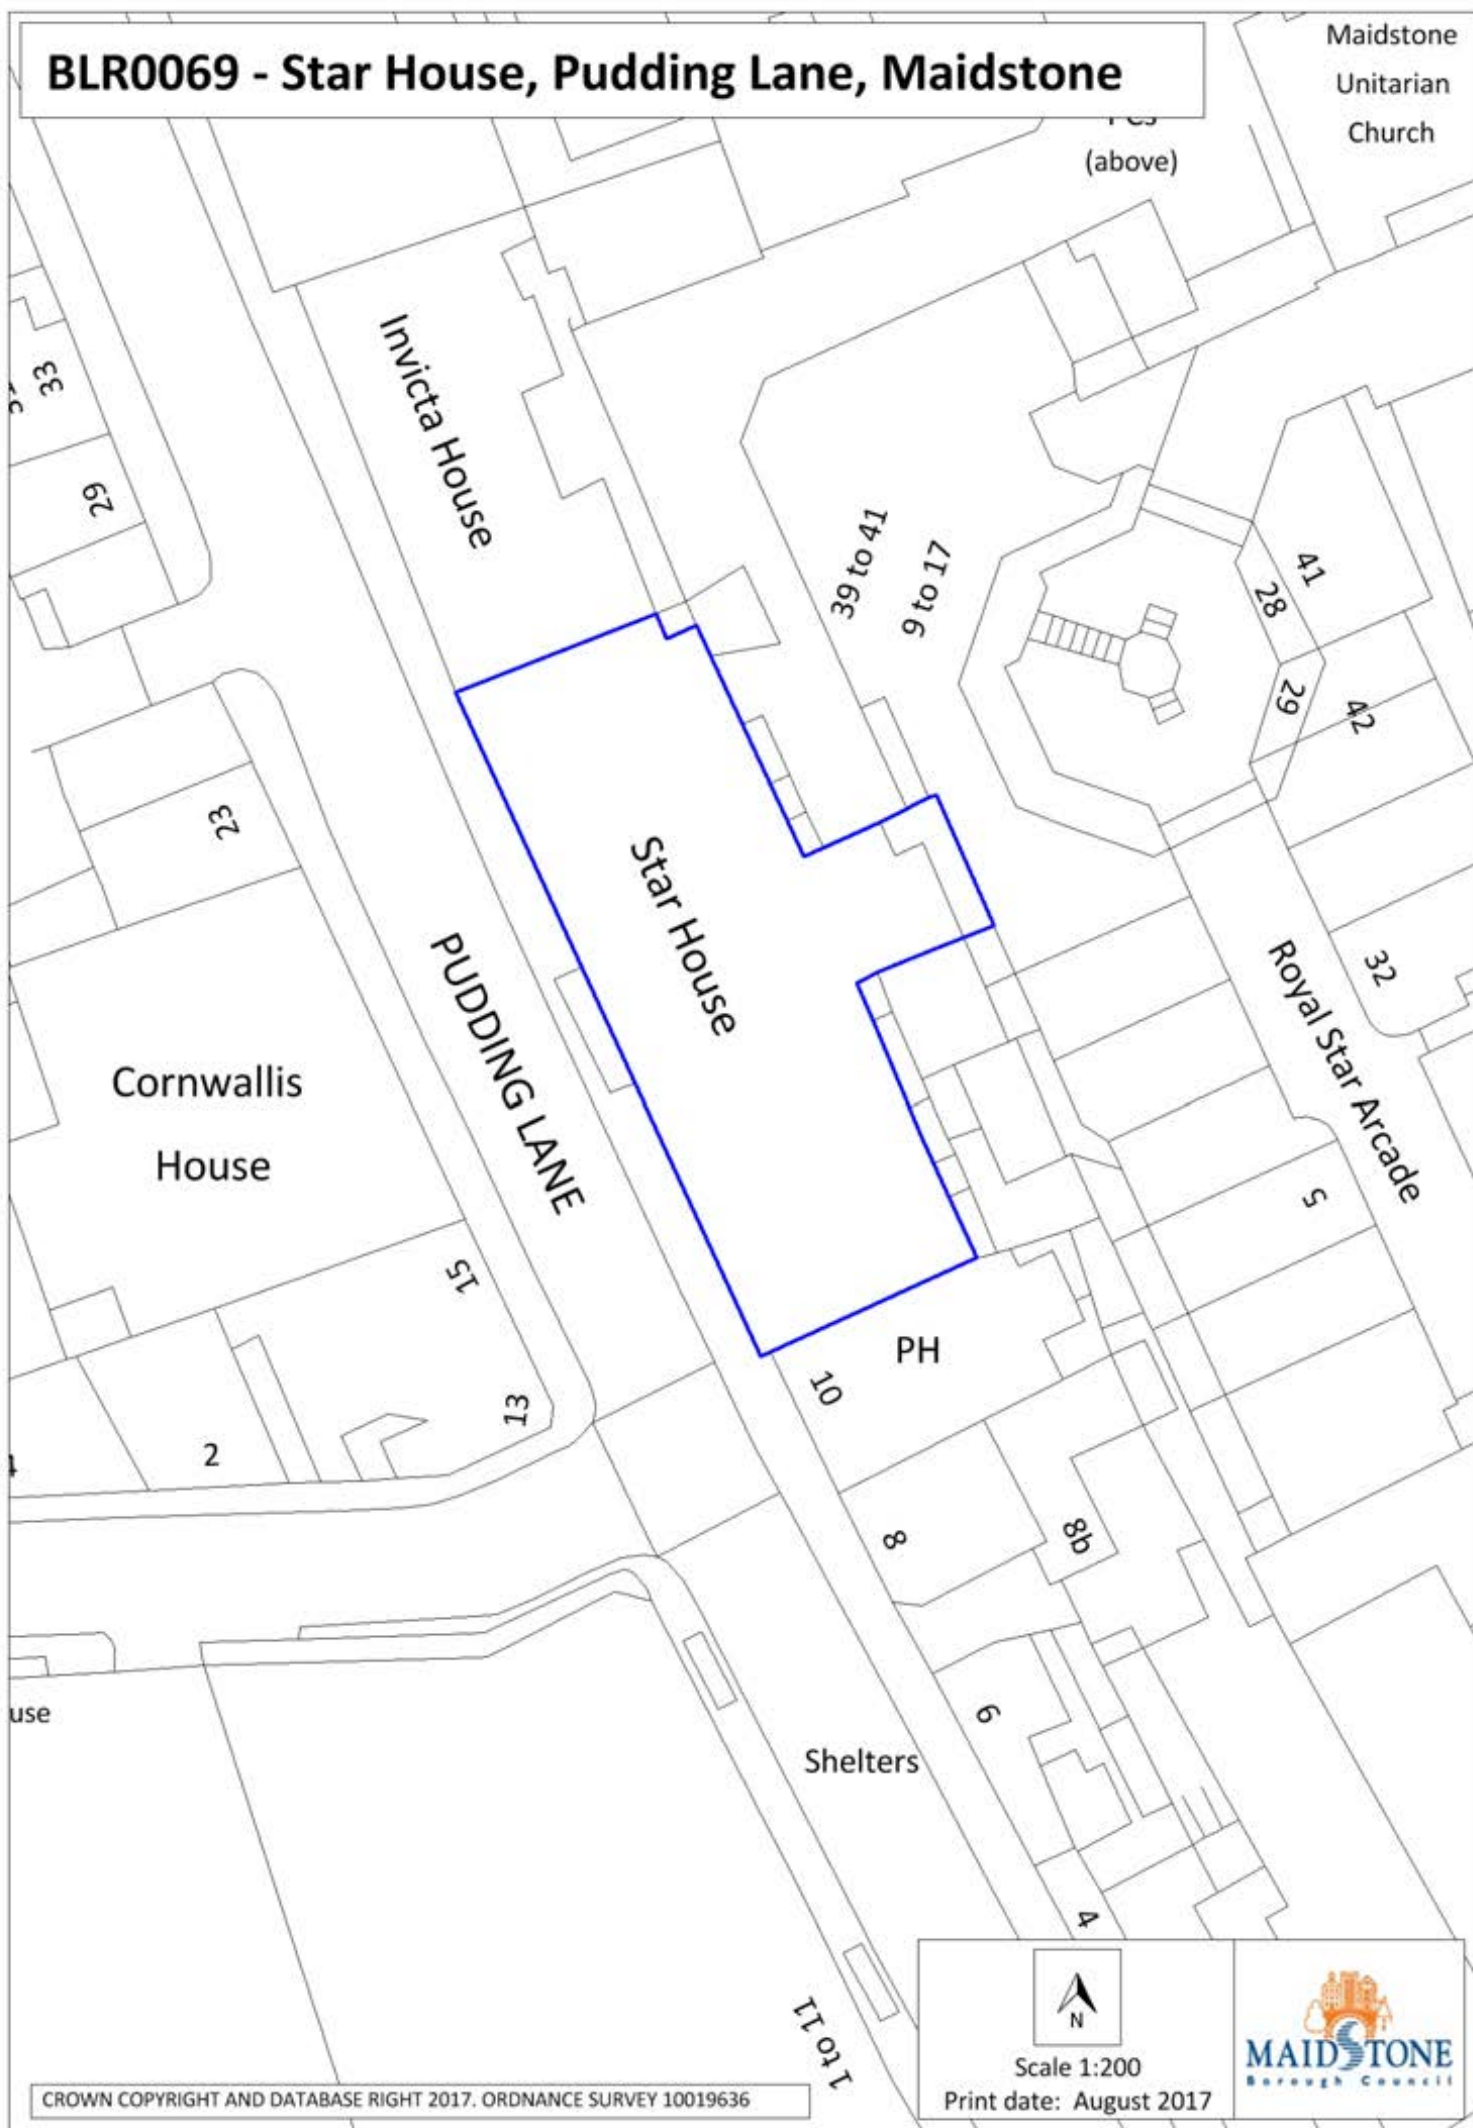 BLR0069 - Star House, Pudding Lane, Maidstone
Maidstone
Unitarian
Church
(above)
Invicta House
33
29
39 to 41
9 to 17
41
28
29
42
23
Star House
PUDDING LANE
Royal Star Arcade
32
Cornwallis
House
5
15
PH
10
13
2
4
8
8b
use
6
Shelters
4
1 to 11
N
Scale 1:200
Print date: August 2017
MAIDSTONE
Borough Council
CROWN COPYRIGHT AND DATABASE RIGHT 2017. ORDNANCE SURVEY 10019636